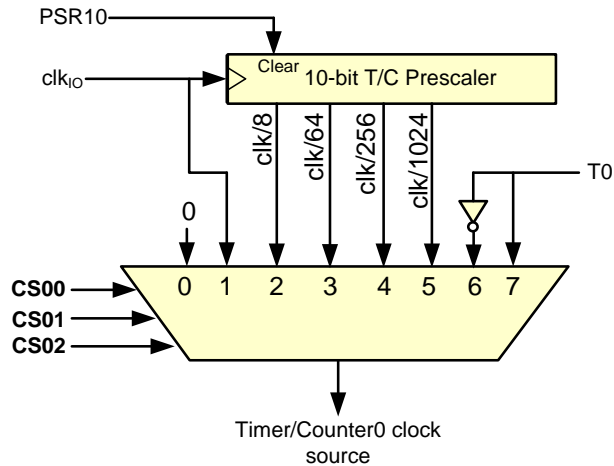 PSR10
clkIO
Clear
10-bit T/C Prescaler
clk/8
clk/64
clk/256
clk/1024
T0
0
0 1 2 3 4 5 6 7
CS00
CS01
CS02
Timer/Counter0 clock
source